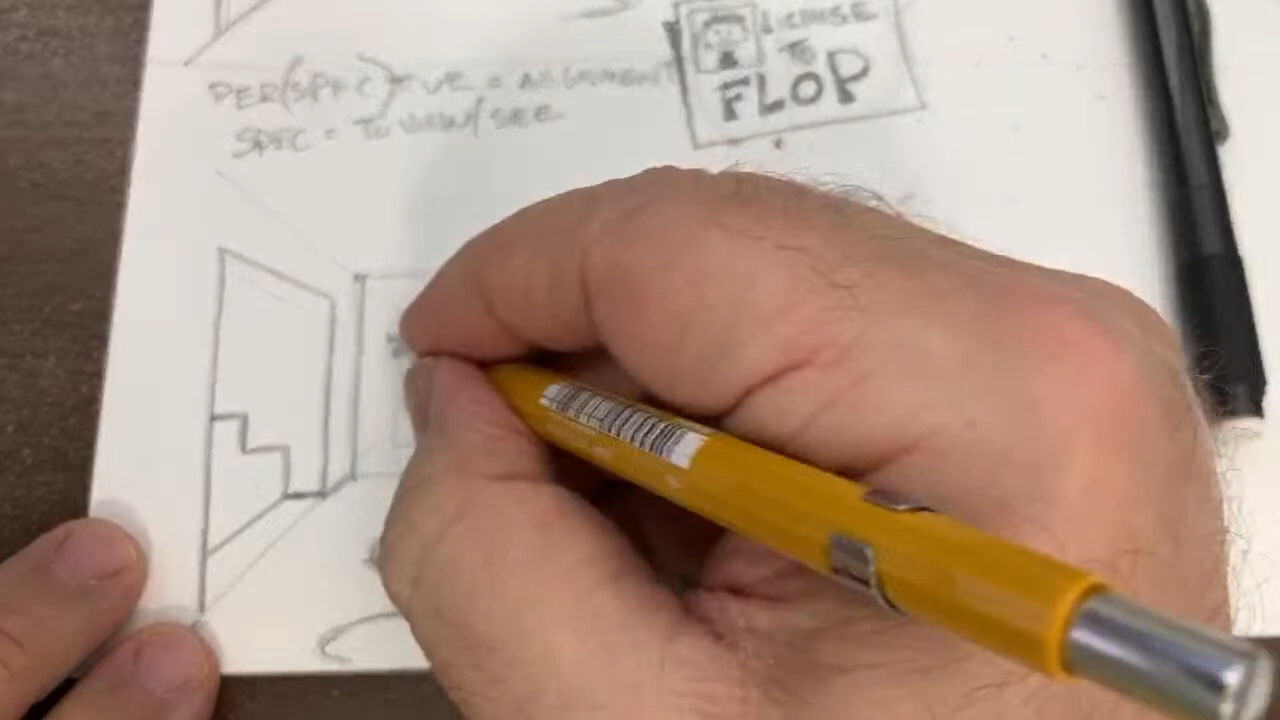 LICENSE
TO
FLOP
PER(SPEC)TIVE = ALIGNMENT
SPEC = TO VIEW/SEE